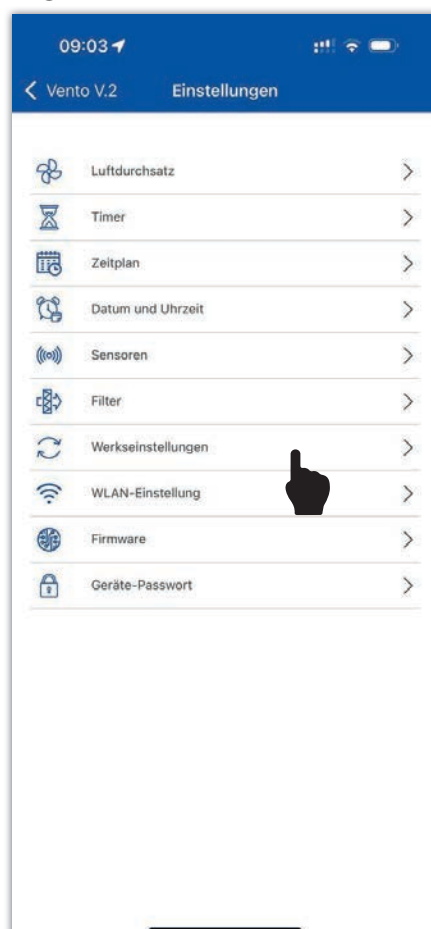 09:03
Vento V.2 Einstellungen
Luftdurchsatz
Timer
Zeitplan
Datum und Uhrzeit
Sensoren
Filter
Werkseinstellungen
WLAN-Einstellung
Firmware
Geräte-Passwort